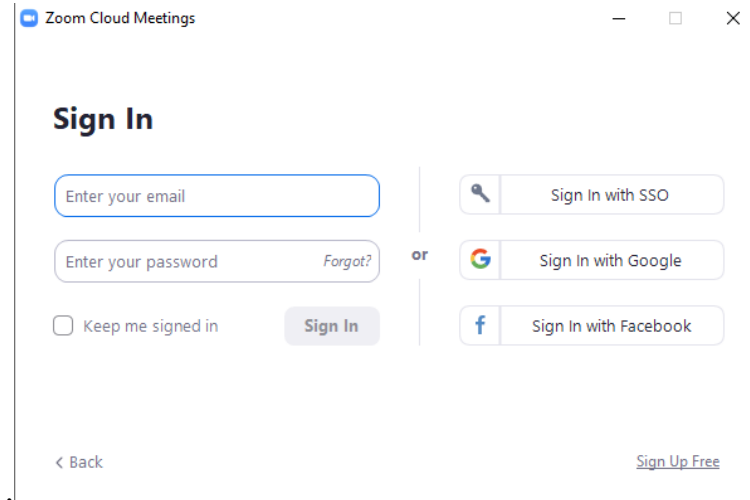 Zoom Cloud Meetings
Sign In
Enter your email
Enter your password Forgot?
Keep me signed in Sign In
or
Sign In with SSO
Sign In with Google
Sign In with Facebook
Back
Sign Up Free